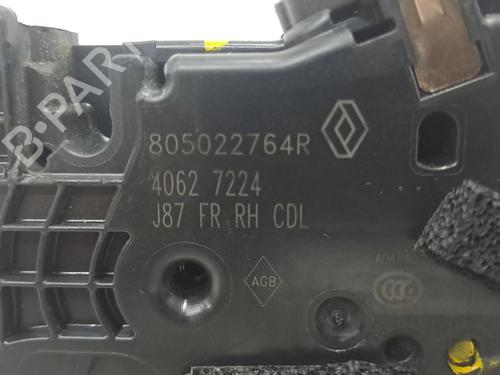 B-PARTS
805022764R
4062 7224
J87 FR RH CDL
AGB